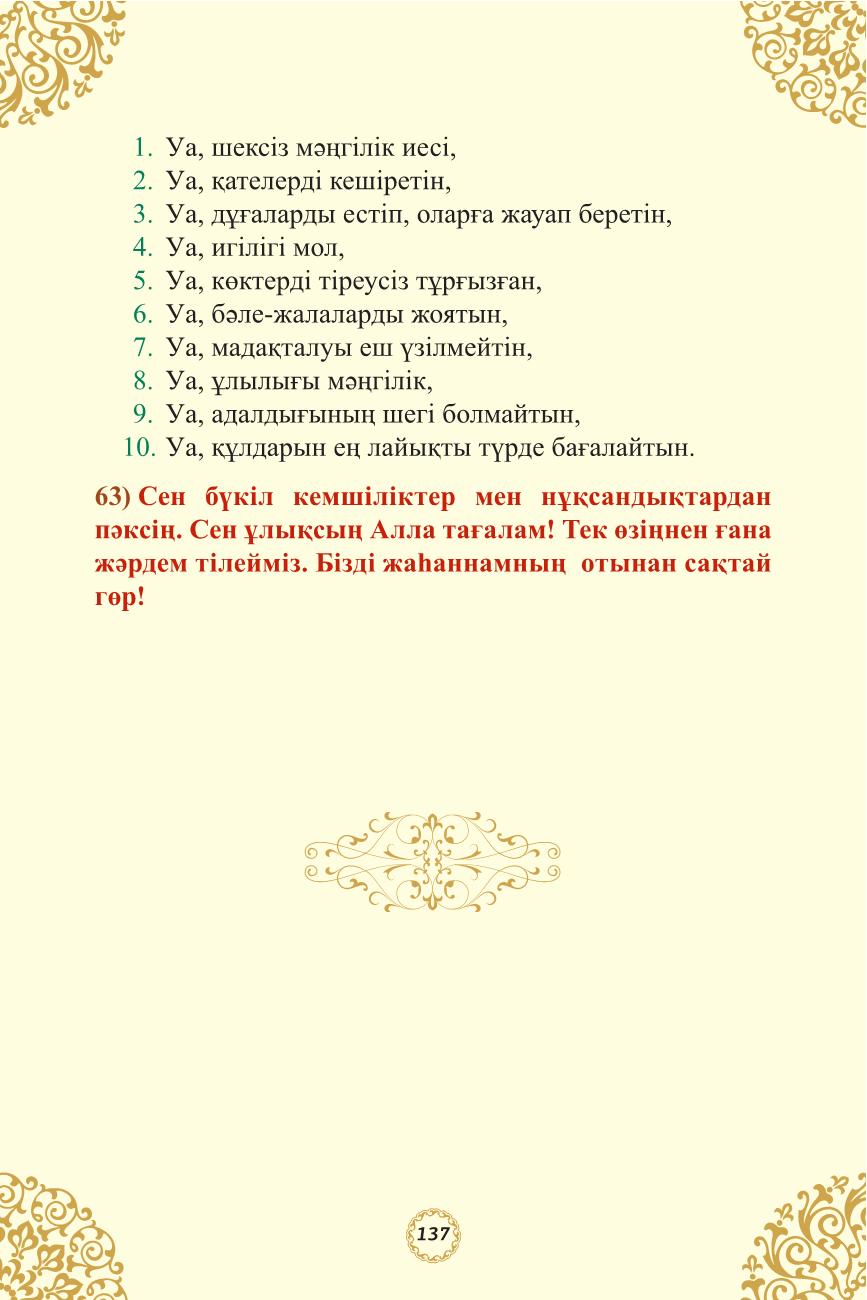 1. Уа, шексіз мәңгілік иесі,
2. Уа, қателерді кешіретін,
3. Уа, дұғаларды естіп, оларға жауап беретін,
4. Уа, игілігі мол,
5. Уа, көктерді тіреусіз тұрғызған,
6. Уа, бәле-жалаларды жоятын,
7. Уа, мадақталуы еш үзілмейтін,
8. Уа, ұлылығы мәңгілік,
9. Уа, адалдығының шегі болмайтын,
10. Уа, құлдарын ең лайықты түрде бағалайтын.
63) Сен бүкіл кемшіліктер мен нұқсандықтардан
пәксің. Сен ұлықсың Алла тағалам! Тек өзіңнен ғана
жәрдем тілейміз. Бізді жаһаннамның отынан сақтай
гөр!
137